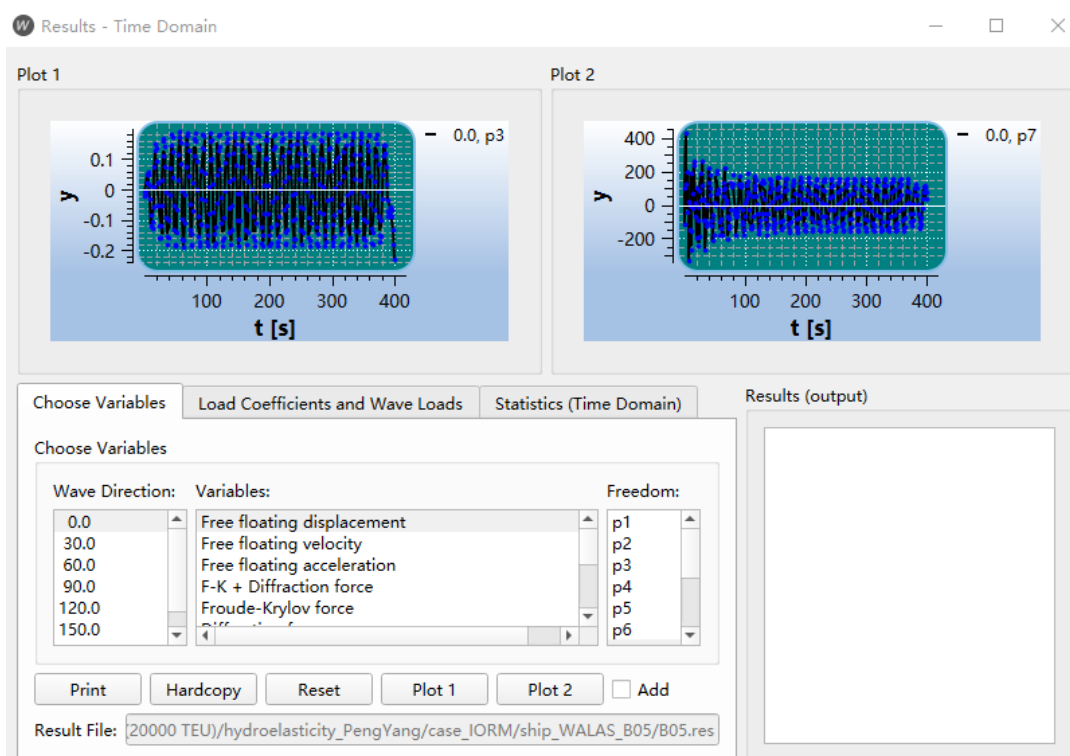 Results - Time Domain
Plot 1
Plot 2
0.0, p3
0.1
0
-0.1
-0.2
y
100 200 300 400
t [s]
0.0, p7
400
200
0
-200
y
100 200 300 400
t [s]
Choose Variables
Load Coefficients and Wave Loads
Statistics (Time Domain)
Results (output)
Choose Variables
Wave Direction:
0.0
30.0
60.0
90.0
120.0
150.0
Variables:
Free floating displacement
Free floating velocity
Free floating acceleration
F-K + Diffraction force
Froude-Krylov force
Freedom:
p1
p2
p3
p4
p5
p6
Print
Hardcopy
Reset
Plot 1
Plot 2
Add
Result File: (20000 TEU)/hydroelasticity_PengYang/case_IORM/ship_WALAS_B05/B05.res